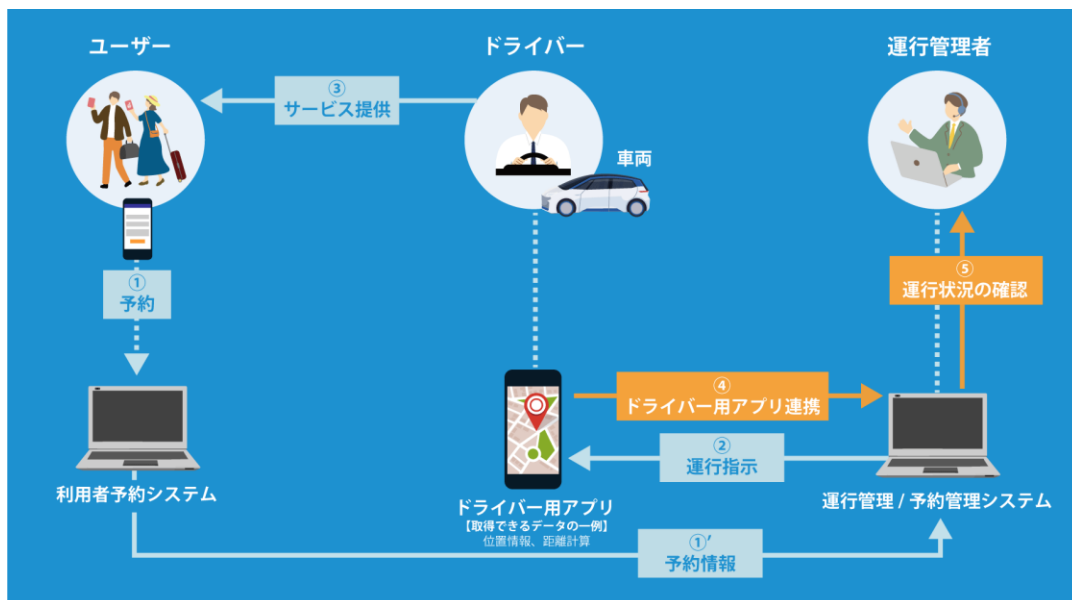 ユーザー
ドライバー
運行管理者
③
サービス提供
車両
①
予約
⑤
運行状況の確認
④
ドライバー用アプリ連携
②
運行指示
利用者予約システム
ドライバー用アプリ
【取得できるデータの一例】
位置情報、距離計算
運行管理 / 予約管理システム
①′
予約情報